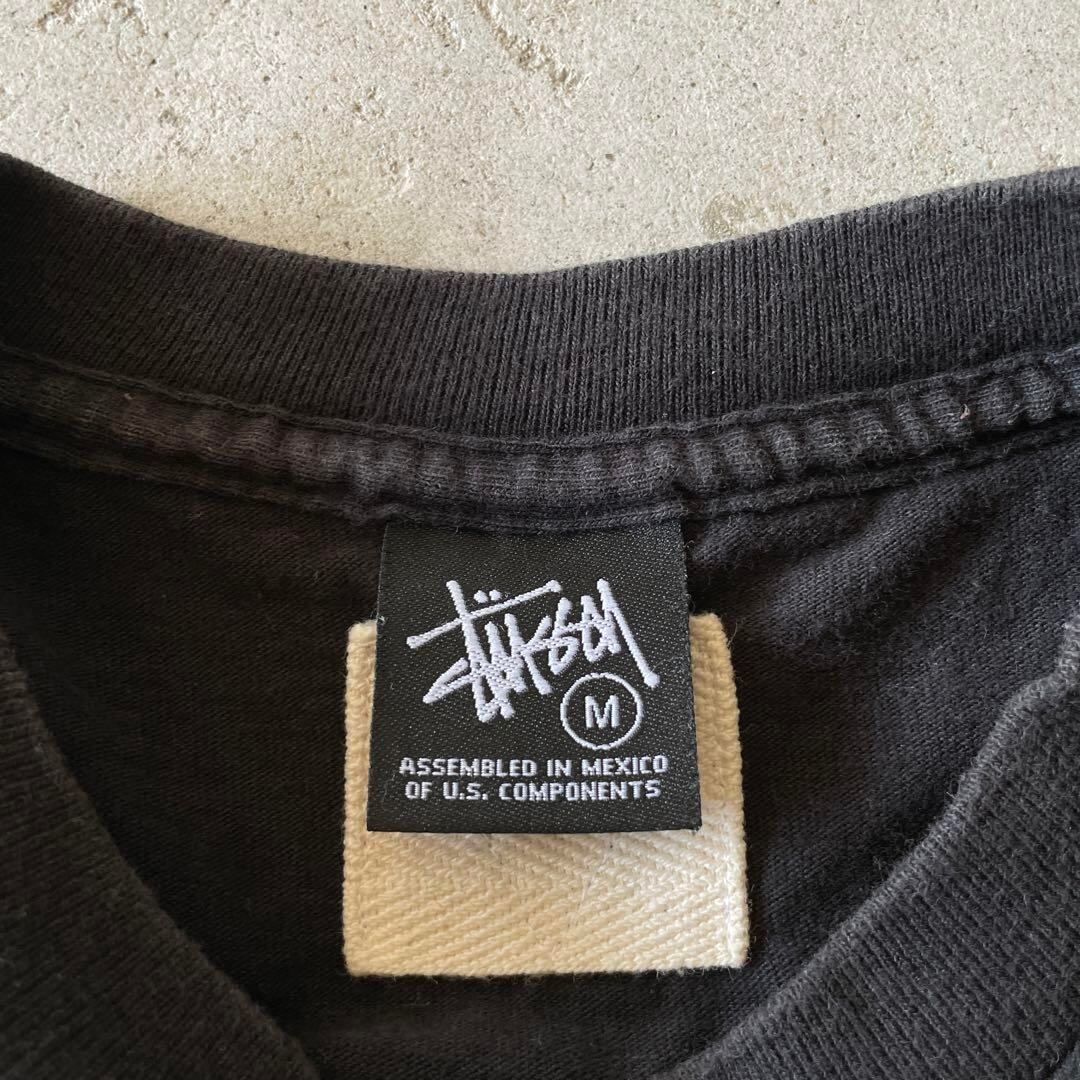 Stüssy
M
ASSEMBLED IN MEXICO
OF U.S. COMPONENTS